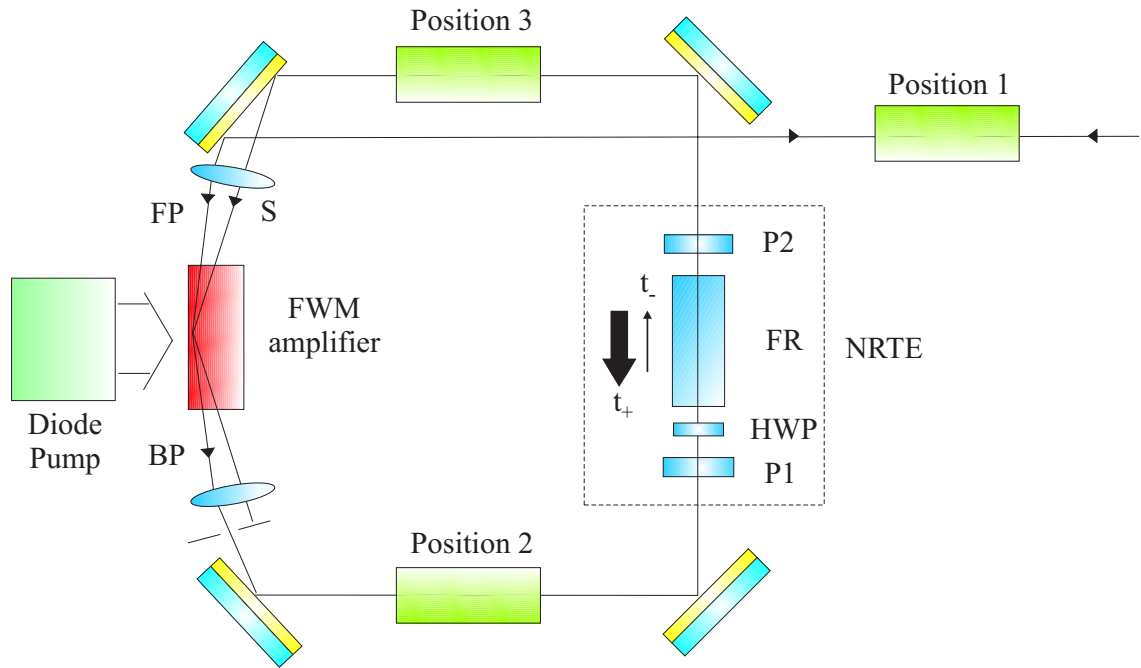 Position 3
Position 1
FP
S
P2
t-
FWM
amplifier
FR
NRTE
t+
Diode
Pump
BP
HWP
P1
Position 2